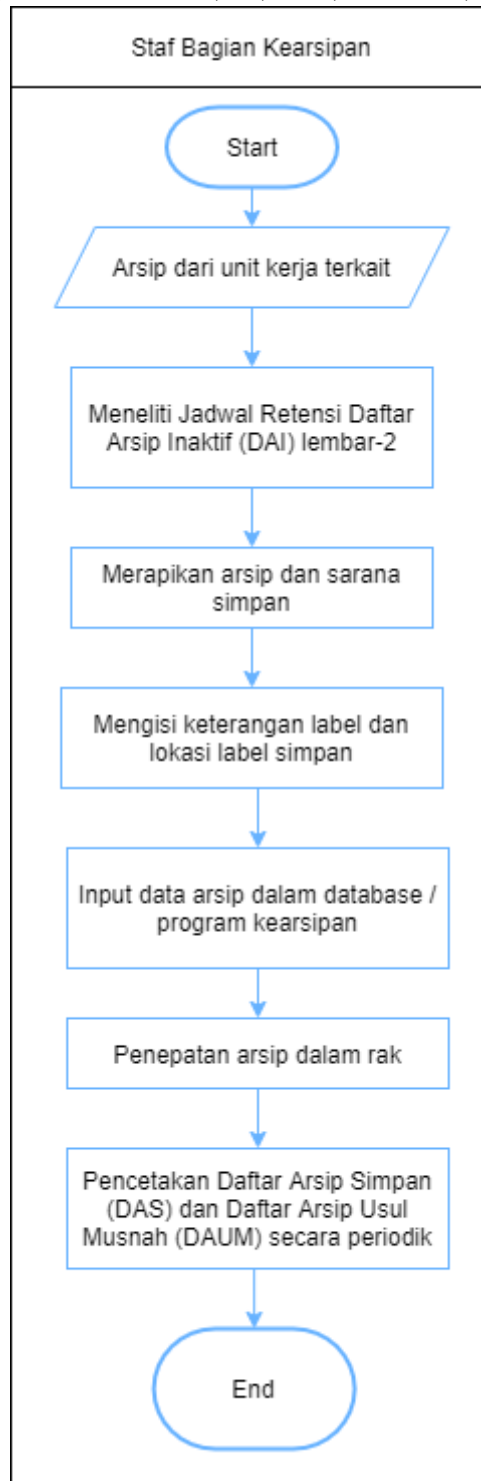 Staf Bagian Kearsipan
Start
Arsip dari unit kerja terkait
Meneliti Jadwal Retensi Daftar
Arsip Inaktif (DAI) lembar-2
Merapikan arsip dan sarana
simpan
Mengisi keterangan label dan
lokasi label simpan
Input data arsip dalam database /
program kearsipan
Penepatan arsip dalam rak
Pencetakan Daftar Arsip Simpan
(DAS) dan Daftar Arsip Usul
Musnah (DAUM) secara periodik
End